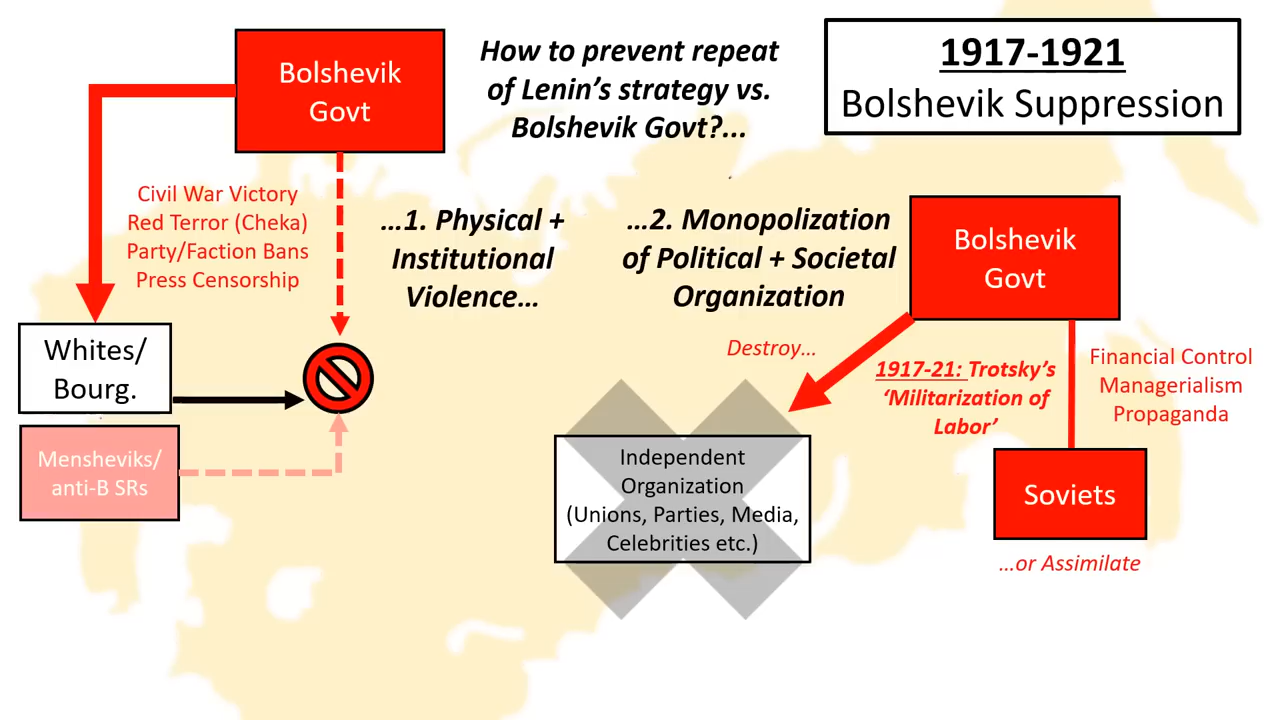 Bolshevik
Govt
How to prevent repeat
of Lenin’s strategy vs.
Bolshevik Govt?...
1917-1921
Bolshevik Suppression
Civil War Victory
Red Terror (Cheka)
Party/Faction Bans
Press Censorship
…1. Physical +
Institutional
Violence…
…2. Monopolization
of Political + Societal
Organization
Bolshevik
Govt
Whites/
Bourg.
Mensheviks/
anti-B SRs
Destroy…
1917-21: Trotsky’s
‘Militarization of
Labor’
Financial Control
Managerialism
Propaganda
Independent
Organization
(Unions, Parties, Media,
Celebrities etc.)
Soviets
…or Assimilate